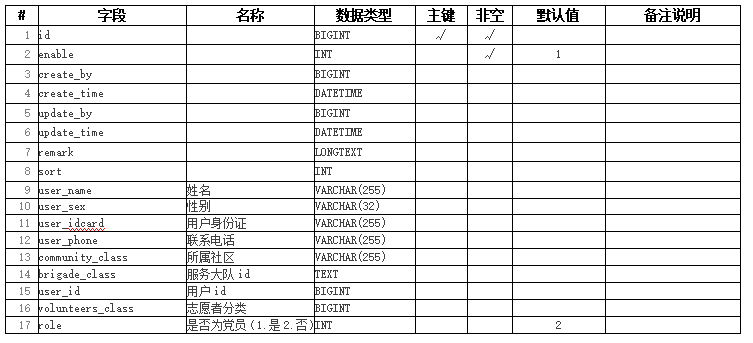 # 字段 名称 数据类型 主键 非空 默认值 备注说明
1 id BIGINT √ √
2 enable INT √ 1
3 create_by BIGINT
4 create_time DATETIME
5 update_by BIGINT
6 update_time DATETIME
7 remark LONGTEXT
8 sort INT
9 user_name 姓名 VARCHAR(255)
10 user_sex 性别 VARCHAR(32)
11 user_idcard 用户身份证 VARCHAR(255)
12 user_phone 联系电话 VARCHAR(255)
13 community_class 所属社区 VARCHAR(255)
14 brigade_class 服务大队 id TEXT
15 user_id 用户 id BIGINT
16 volunteers_class 志愿者分类 BIGINT
17 role 是否为党员(1.是 2.否) INT 2